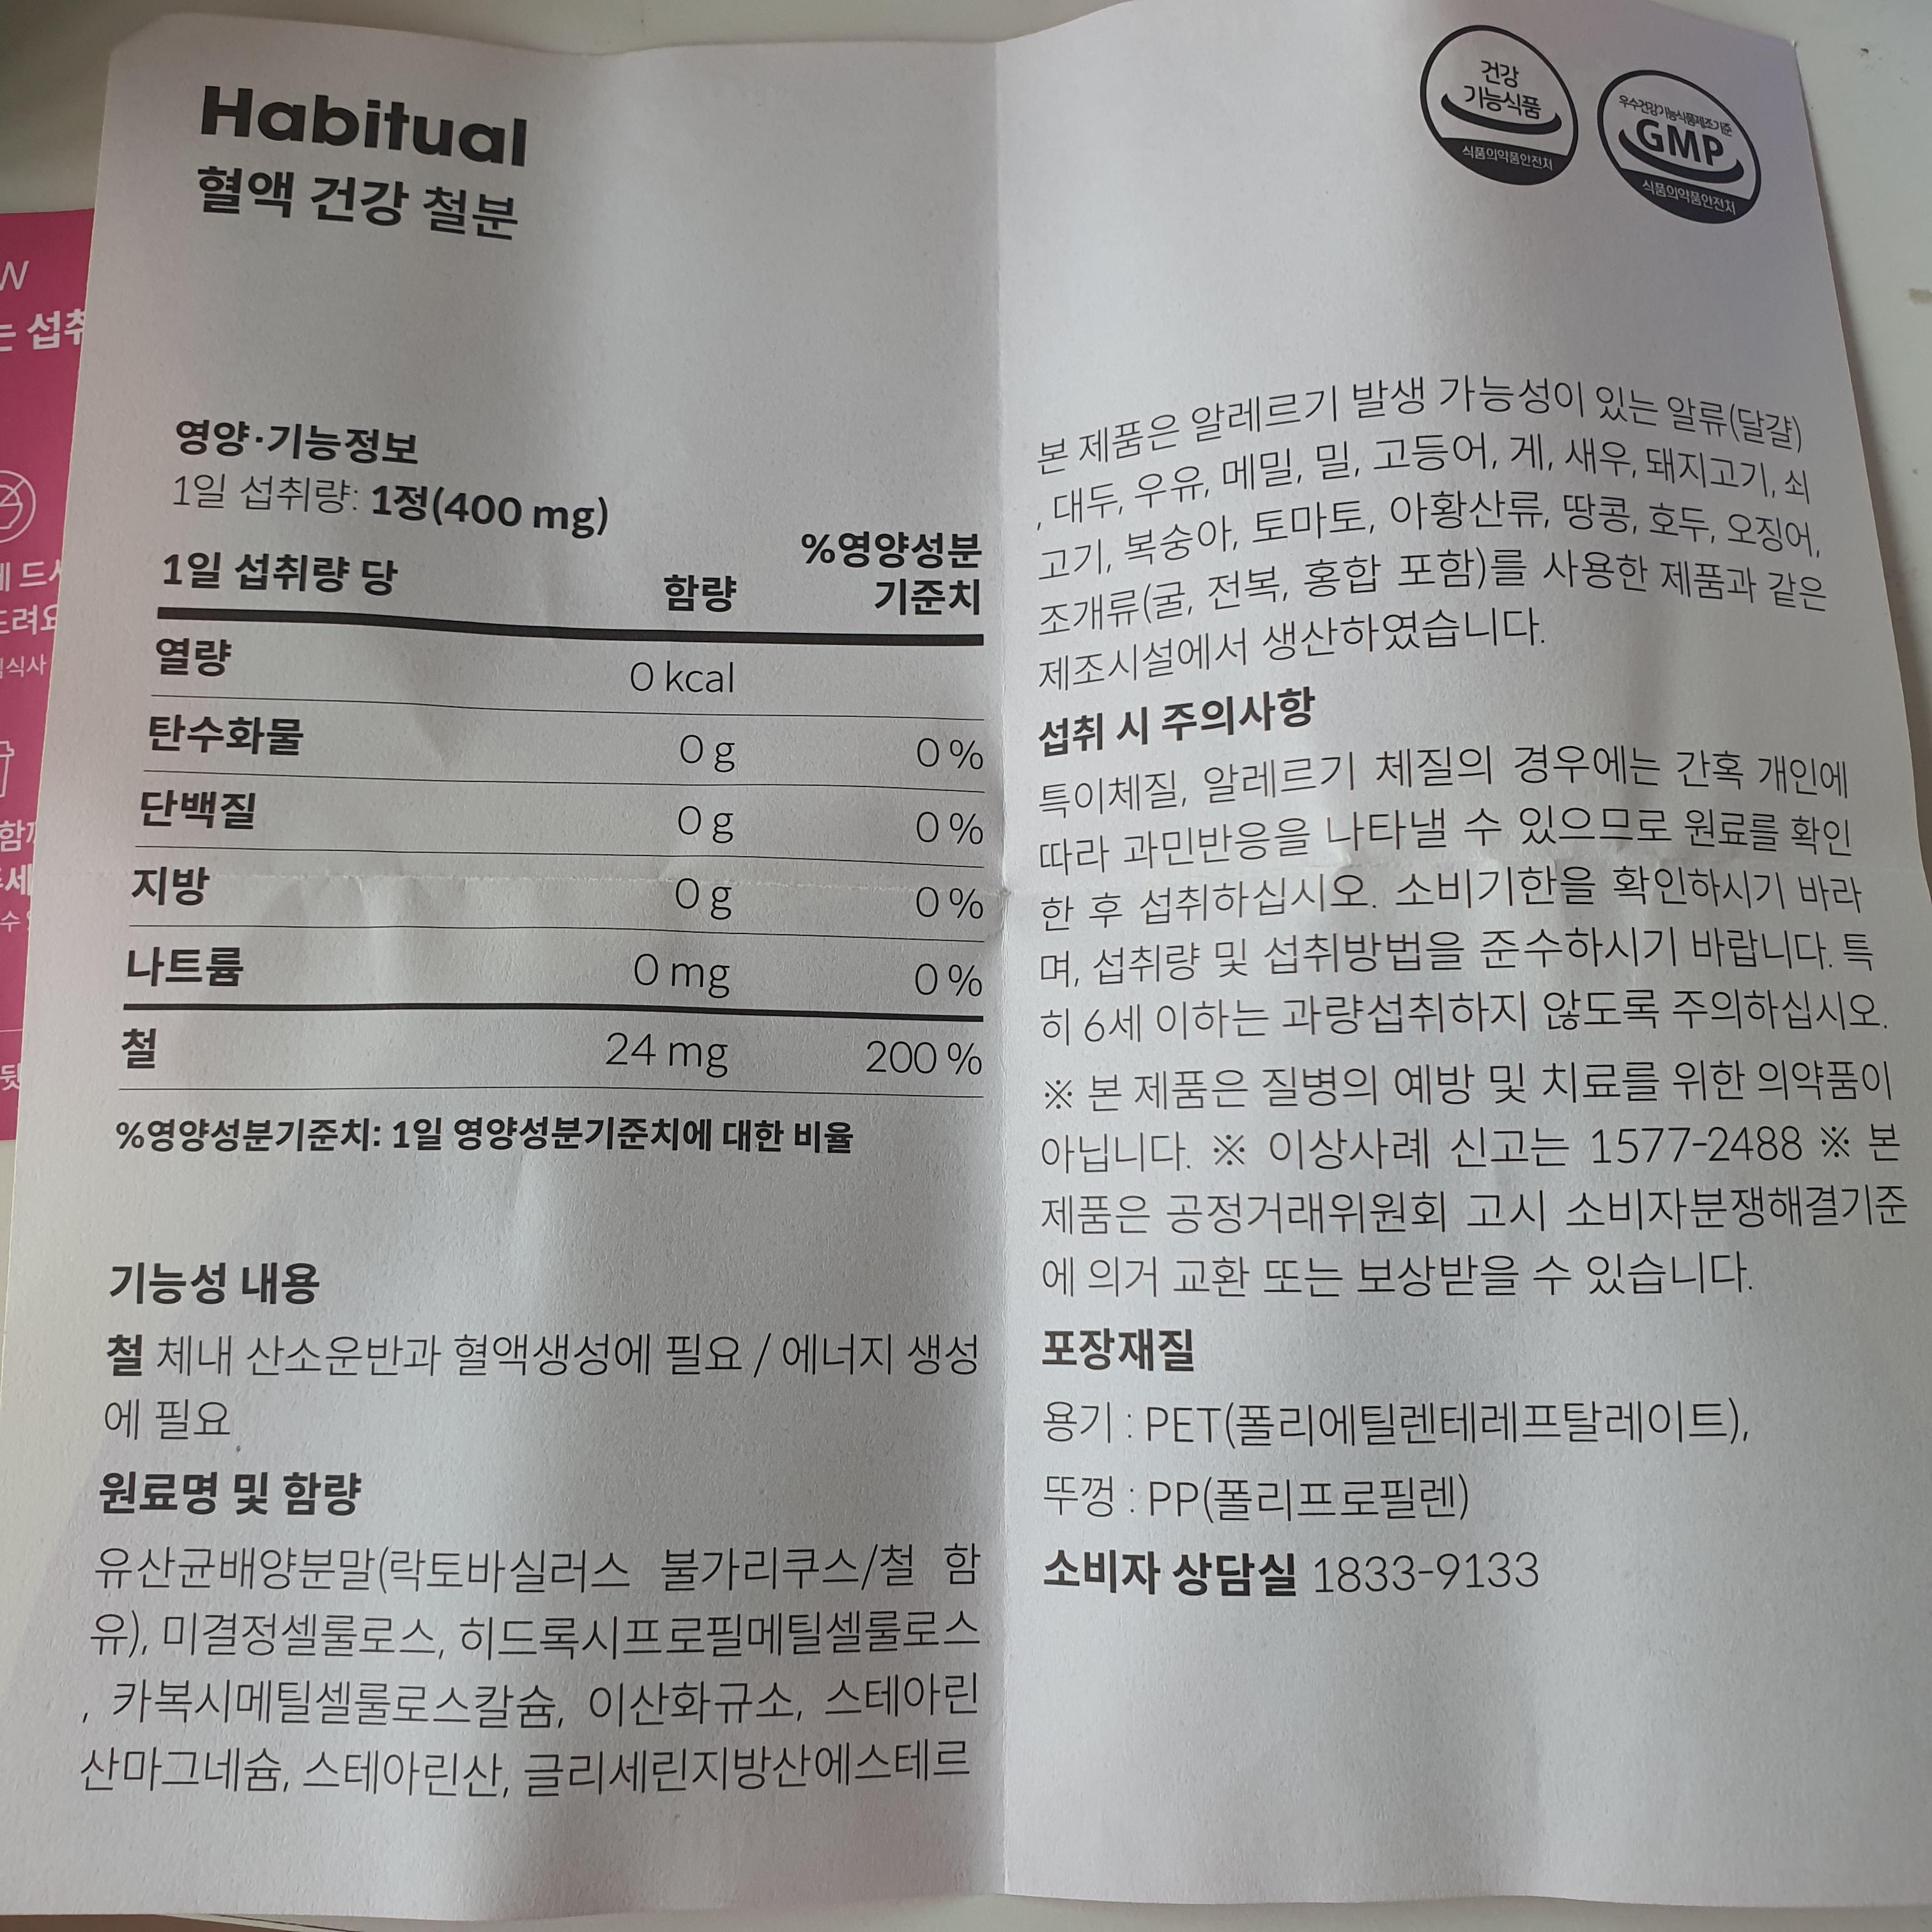 Habitual
혈액 건강 철분
영양·기능정보
1일 섭취량: 1정(400 mg)
1일 섭취량 당 함량 %영양성분
기준치
열량 0 kcal
탄수화물 0 g 0 %
단백질 0 g 0 %
지방 0 g 0 %
나트륨 0 mg 0 %
철 24 mg 200 %
%영양성분기준치: 1일 영양성분기준치에 대한 비율
기능성 내용
철 체내 산소운반과 혈액생성에 필요 / 에너지 생성
에 필요
원료명 및 함량
유산균배양분말(락토바실러스 불가리쿠스/철 함
유), 미결정셀룰로스, 히드록시프로필메틸셀룰로스
, 카복시메틸셀룰로스칼슘, 이산화규소, 스테아린
산마그네슘, 스테아린산, 글리세린지방산에스테르
건강
기능식품
식품의약품안전처
우수건강기능식품제조기준
GMP
식품의약품안전처
본 제품은 알레르기 발생 가능성이 있는 알류(달걀)
, 대두, 우유, 메밀, 밀, 고등어, 게, 새우, 돼지고기, 쇠
고기, 복숭아, 토마토, 아황산류, 땅콩, 호두, 오징어,
조개류(굴, 전복, 홍합 포함)를 사용한 제품과 같은
제조시설에서 생산하였습니다.
섭취 시 주의사항
특이체질, 알레르기 체질의 경우에는 간혹 개인에
따라 과민반응을 나타낼 수 있으므로 원료를 확인
한 후 섭취하십시오. 소비기한을 확인하시기 바라
며, 섭취량 및 섭취방법을 준수하시기 바랍니다. 특
히 6세 이하는 과량섭취하지 않도록 주의하십시오.
※ 본 제품은 질병의 예방 및 치료를 위한 의약품이
아닙니다. ※ 이상사례 신고는 1577-2488 ※ 본
제품은 공정거래위원회 고시 소비자분쟁해결기준
에 의거 교환 또는 보상받을 수 있습니다.
포장재질
용기 : PET(폴리에틸렌테레프탈레이트),
뚜껑 : PP(폴리프로필렌)
소비자 상담실 1833-9133